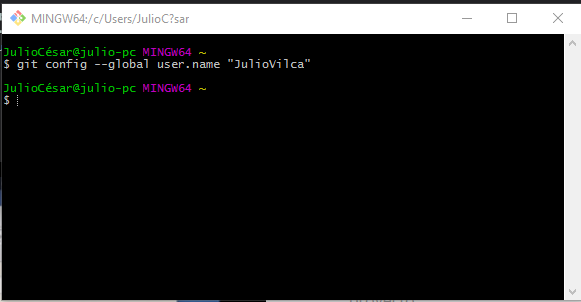 MINGW64:/c/Users/JulioC?sar
JulioCésar@julio-pc MINGW64 ~
$ git config --global user.name "JulioVilca"
JulioCésar@julio-pc MINGW64 ~
$